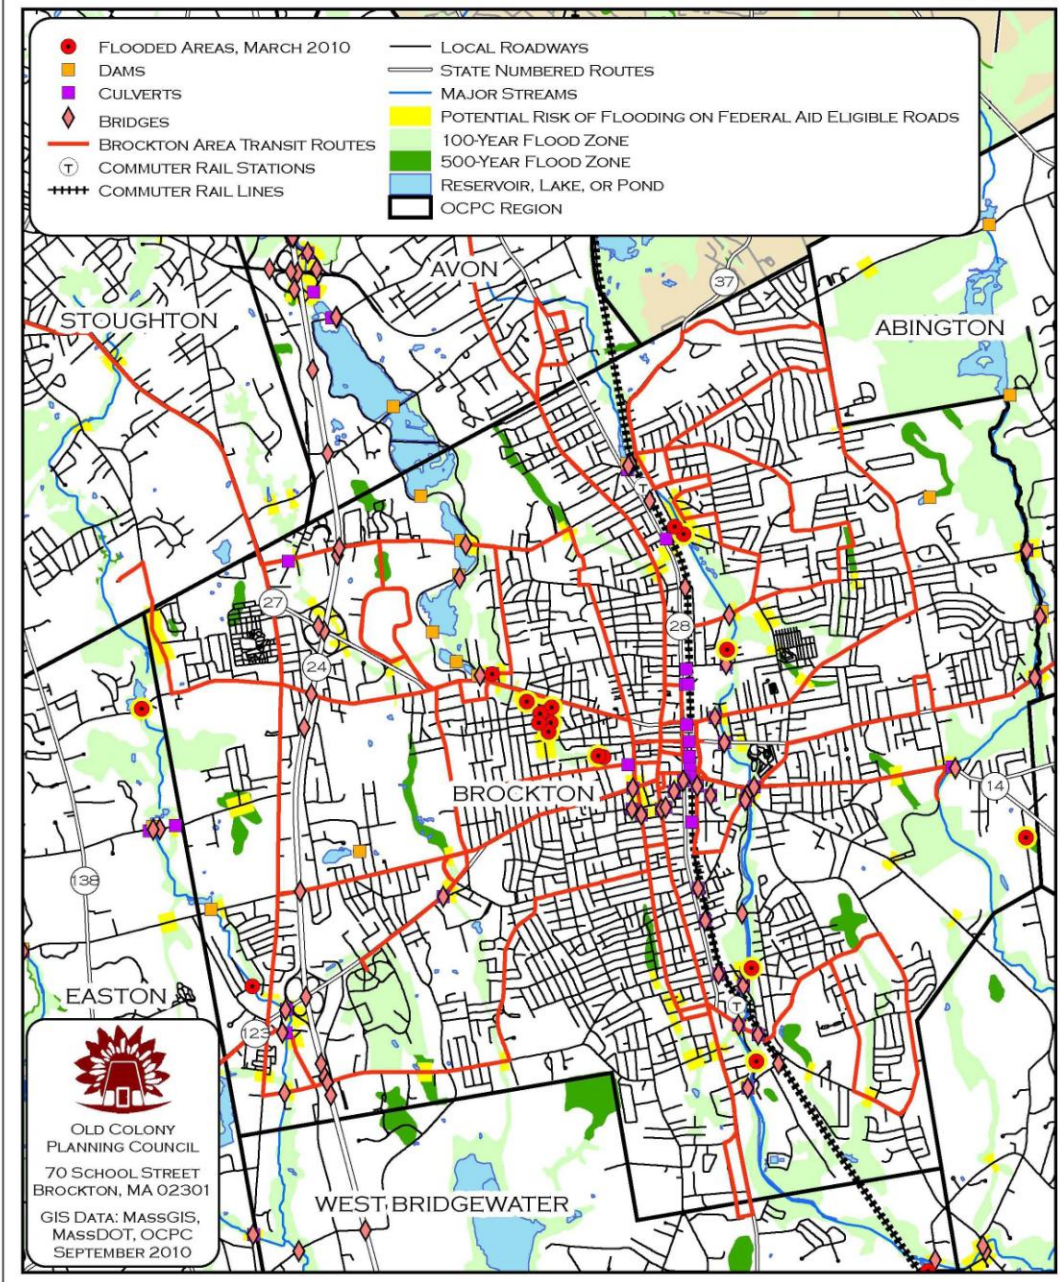 FLOODED AREAS, MARCH 2010
DAMS
CULVERTS
BRIDGES
BROCKTON AREA TRANSIT ROUTES
T COMMUTER RAIL STATIONS
COMMUTER RAIL LINES
LOCAL ROADWAYS
STATE NUMBERED ROUTES
MAJOR STREAMS
POTENTIAL RISK OF FLOODING ON FEDERAL AID ELIGIBLE ROADS
100-YEAR FLOOD ZONE
500-YEAR FLOOD ZONE
RESERVOIR, LAKE, OR POND
OCPC REGION
AVON
37
STOUGHTON
ABINGTON
T
27
28
24
BROCKTON
14
138
EASTON
T
123
OLD COLONY
PLANNING COUNCIL
70 SCHOOL STREET
BROCKTON, MA 02301
GIS DATA: MASSGIS,
MASSDOT, OCPC
SEPTEMBER 2010
WEST BRIDGEWATER